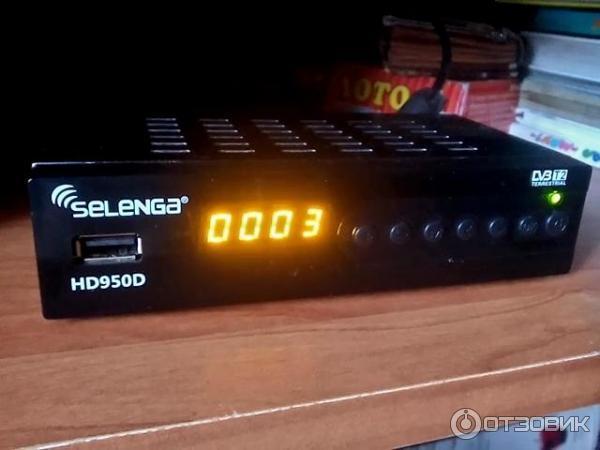 ЛОТО
SELENGA®
0003
DVB T2
TERRESTRIAL
HD950D
ОТЗОВИК